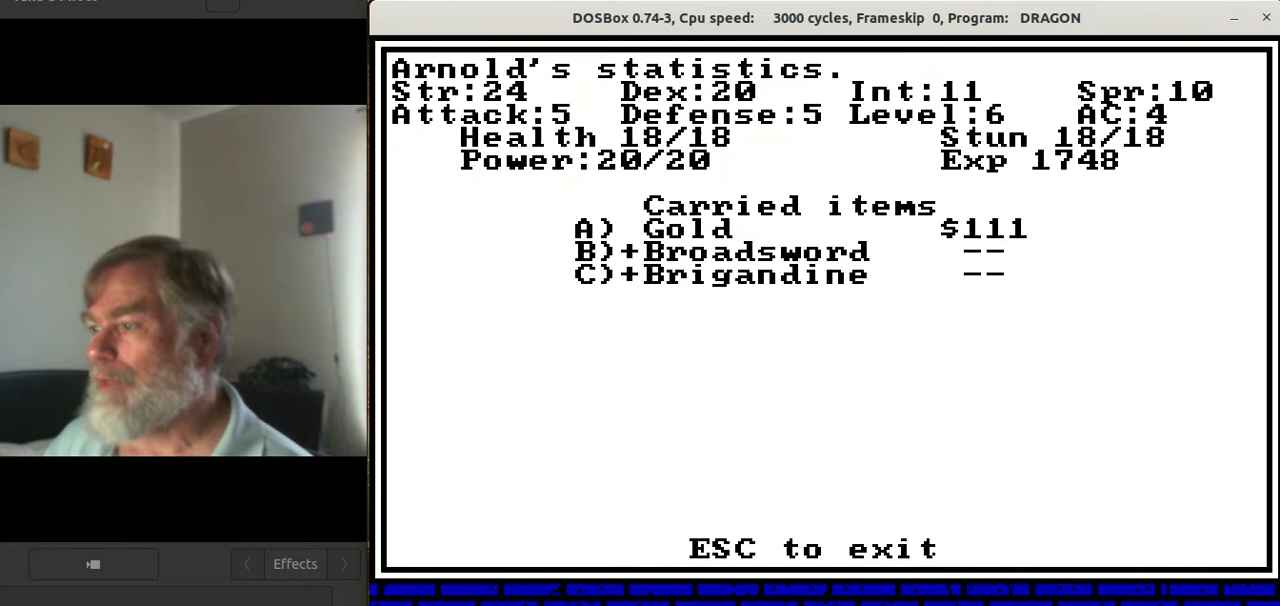 DOSBox 0.74-3, Cpu speed: 3000 cycles, Frameskip 0, Program: DRAGON
Arnold's statistics.
Str:24 Dex:20 Int:11 Spr:10
Attack:5 Defense:5 Level:6 AC:4
Health 18/18 Stun 18/18
Power:20/20 Exp 1748
Carried items
A) Gold $111
B)+Broadsword --
C)+Brigandine --
ESC to exit
Effects